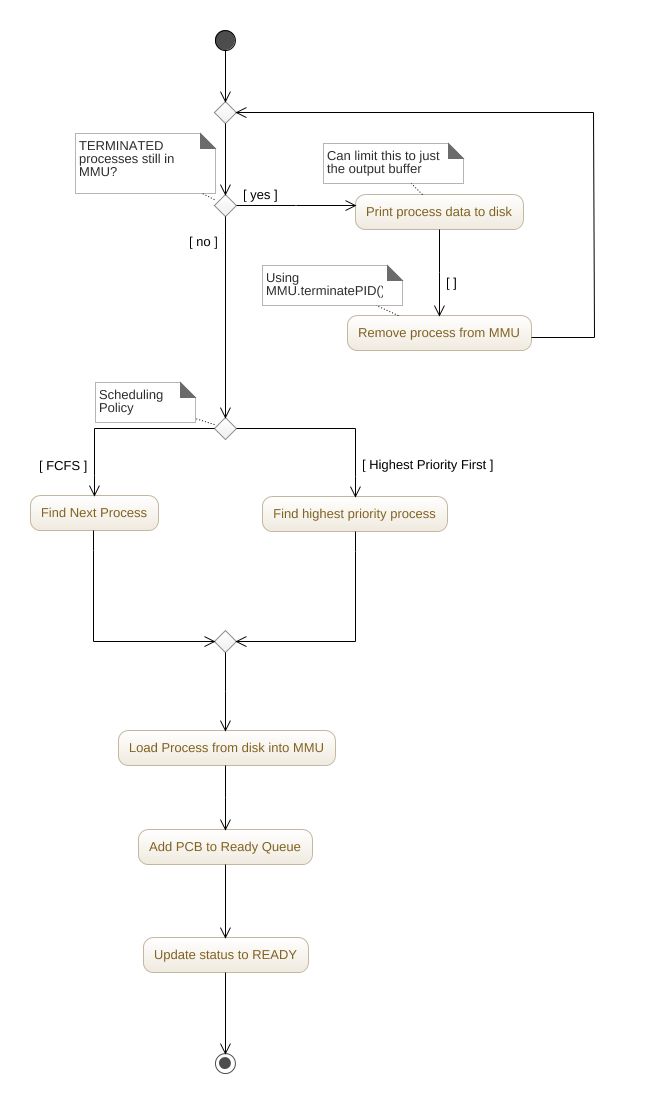 TERMINATED
processes still in
MMU?
Can limit this to just
the output buffer
[ yes ]
Print process data to disk
[ no ]
Using
MMU.terminatePID()
[ ]
Remove process from MMU
Scheduling
Policy
[ FCFS ]
[ Highest Priority First ]
Find Next Process
Find highest priority process
Load Process from disk into MMU
Add PCB to Ready Queue
Update status to READY